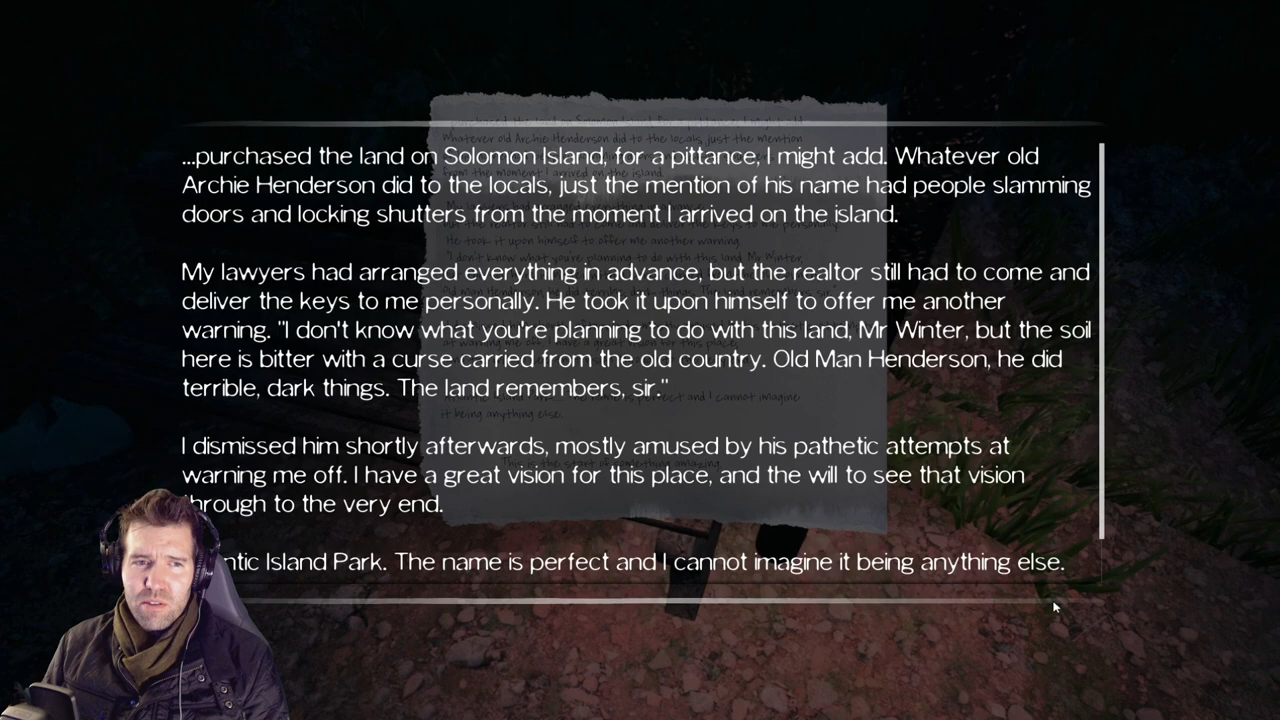 ...purchased the land on Solomon Island, for a pittance, I might add. Whatever old
Archie Henderson did to the locals, just the mention of his name had people slamming
doors and locking shutters from the moment I arrived on the island.
My lawyers had arranged everything in advance, but the realtor still had to come and
deliver the keys to me personally. He took it upon himself to offer me another
warning. "I don't know what you're planning to do with this land, Mr Winter, but the soil
here is bitter with a curse carried from the old country. Old Man Henderson, he did
terrible, dark things. The land remembers, sir."
I dismissed him shortly afterwards, mostly amused by his pathetic attempts at
warning me off. I have a great vision for this place, and the will to see that vision
through to the very end.
Island Park. The name is perfect and I cannot imagine it being anything else.